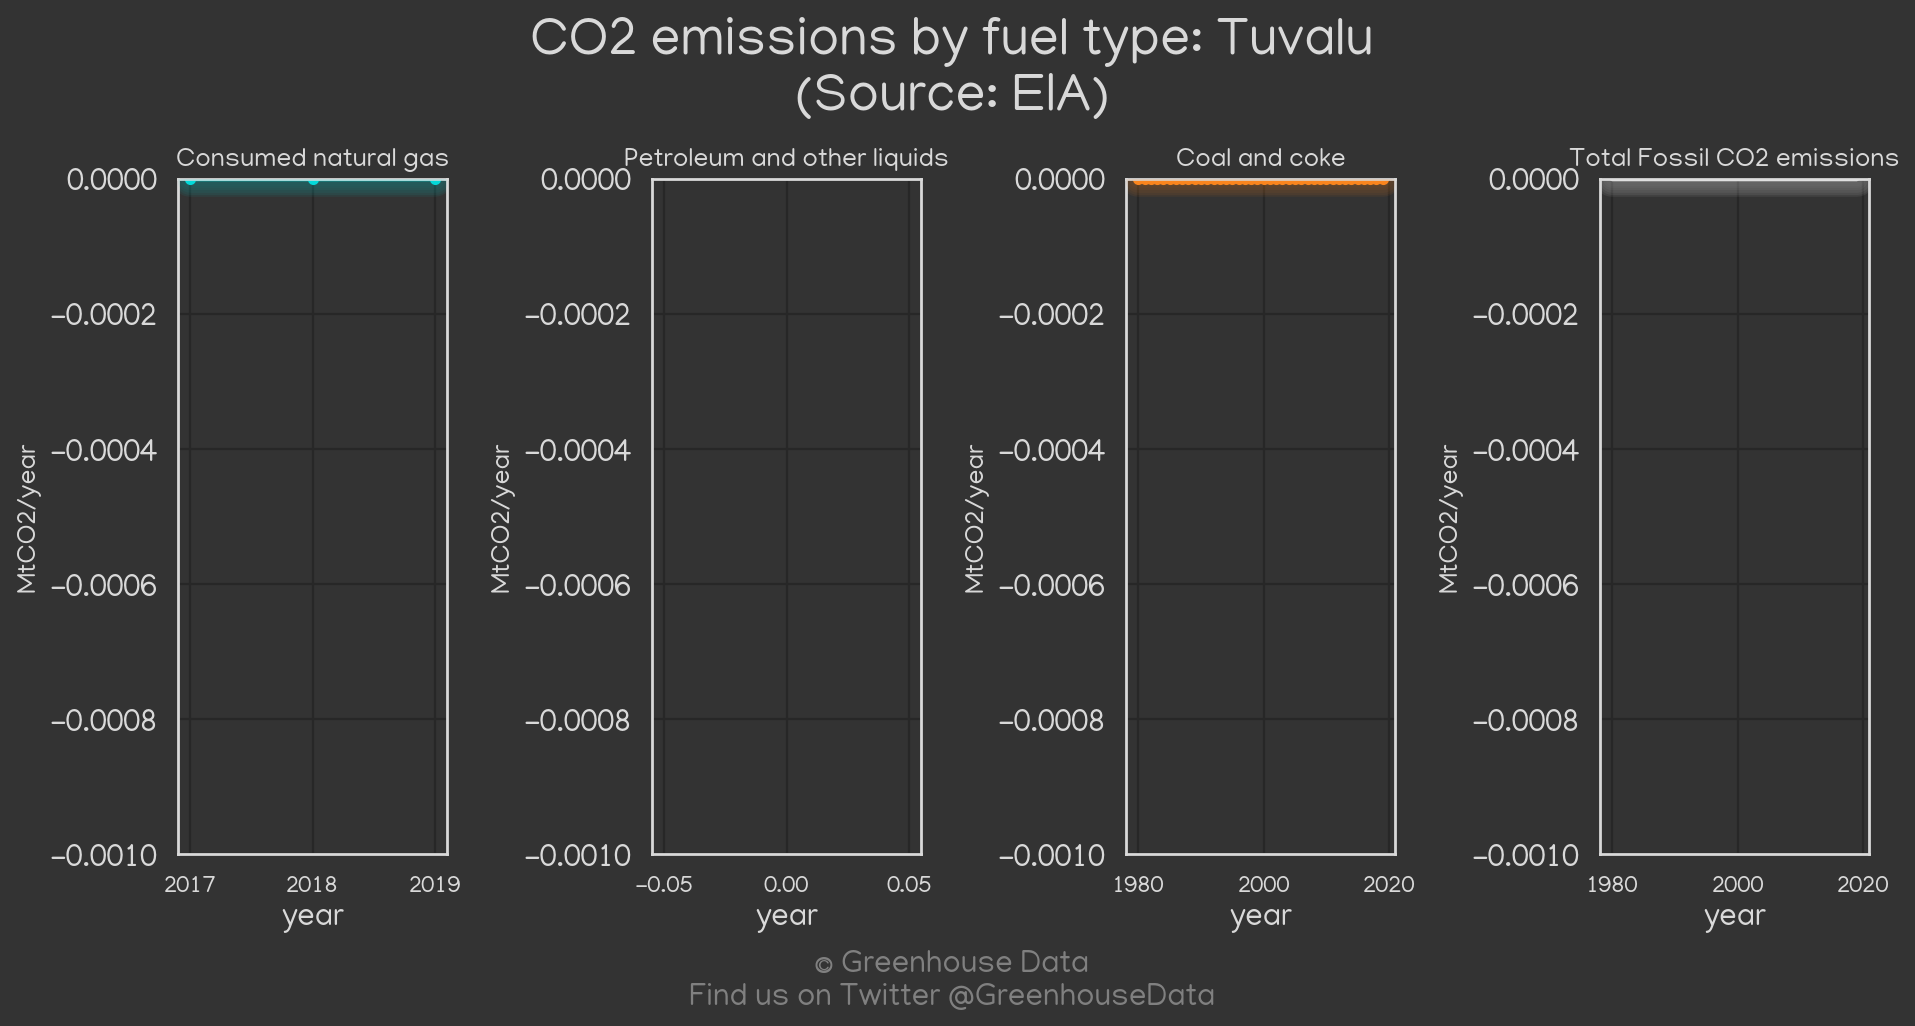 CO2 emissions by fuel type: Tuvalu
(Source: EIA)
Consumed natural gas
0.0000
-0.0002
-0.0004
-0.0006
-0.0008
-0.0010
MtCO2/year
2017 2018 2019
year
Petroleum and other liquids
0.0000
-0.0002
-0.0004
-0.0006
-0.0008
-0.0010
MtCO2/year
-0.05 0.00 0.05
year
Coal and coke
0.0000
-0.0002
-0.0004
-0.0006
-0.0008
-0.0010
MtCO2/year
1980 2000 2020
year
Total Fossil CO2 emissions
0.0000
-0.0002
-0.0004
-0.0006
-0.0008
-0.0010
MtCO2/year
1980 2000 2020
year
© Greenhouse Data
Find us on Twitter @GreenhouseData